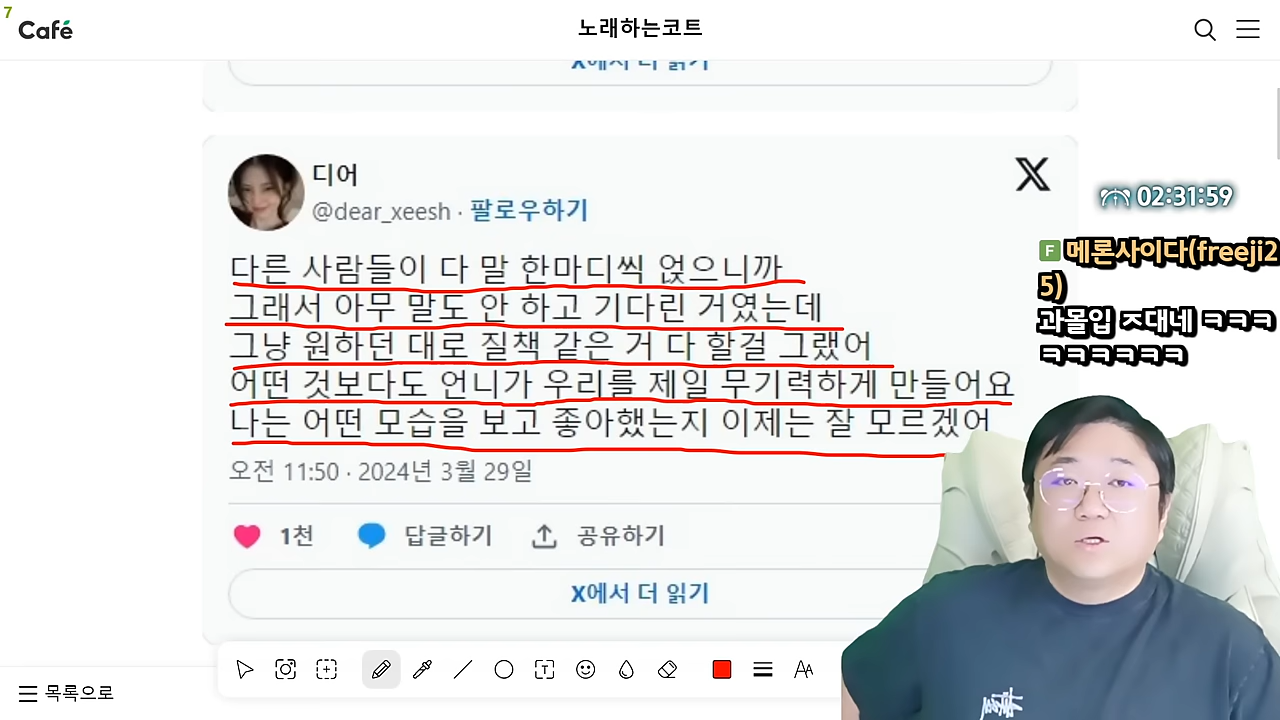 7
Café
노래하는코트
X에서 더 읽기
디어
@dear_xeesh · 팔로우하기
다른 사람들이 다 말 한마디씩 얹으니까
그래서 아무 말도 안 하고 기다린 거였는데
그냥 원하던 대로 질책 같은 거 다 할걸 그랬어
어떤 것보다도 언니가 우리를 제일 무기력하게 만들어요
나는 어떤 모습을 보고 좋아했는지 이제는 잘 모르겠어
오전 11:50 · 2024년 3월 29일
1천 답글하기 공유하기
X에서 더 읽기
02:31:59
F 메론사이다(freeji2
5)
과몰입 ㅈ대네 ㅋㅋㅋ
ㅋㅋㅋㅋㅋㅋ
T AA
목록으로